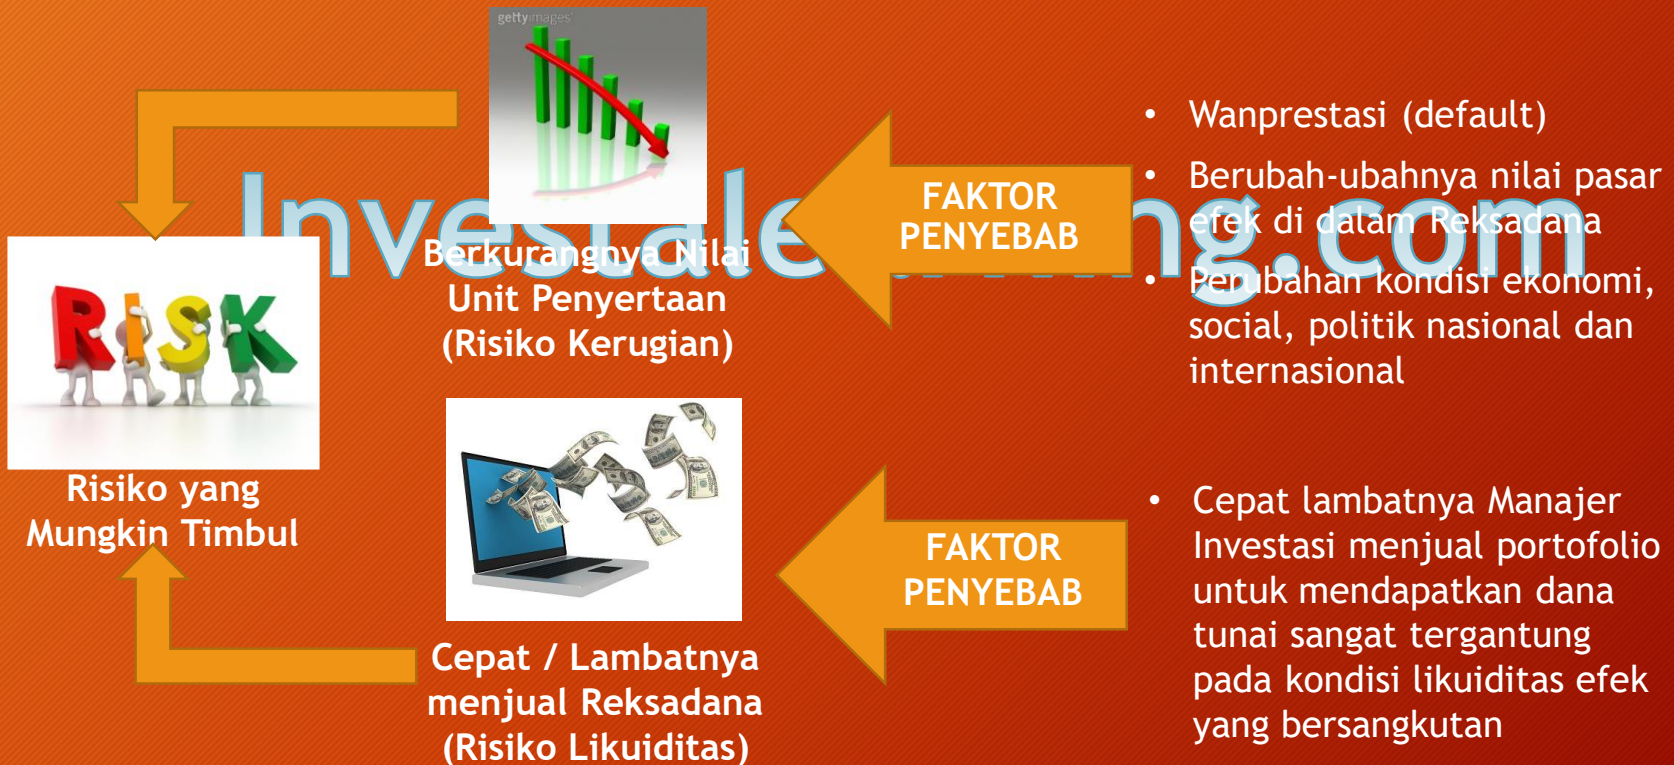 gettyimages®
Investalearning.com
RISK
Risiko yang
Mungkin Timbul
Berkurangnya Nilai
Unit Penyertaan
(Risiko Kerugian)
FAKTOR
PENYEBAB
• Wanprestasi (default)
• Berubah-ubahnya nilai pasar
efek di dalam Reksadana
• Perubahan kondisi ekonomi,
social, politik nasional dan
internasional
Cepat / Lambatnya
menjual Reksadana
(Risiko Likuiditas)
FAKTOR
PENYEBAB
• Cepat lambatnya Manajer
Investasi menjual portofolio
untuk mendapatkan dana
tunai sangat tergantung
pada kondisi likuiditas efek
yang bersangkutan